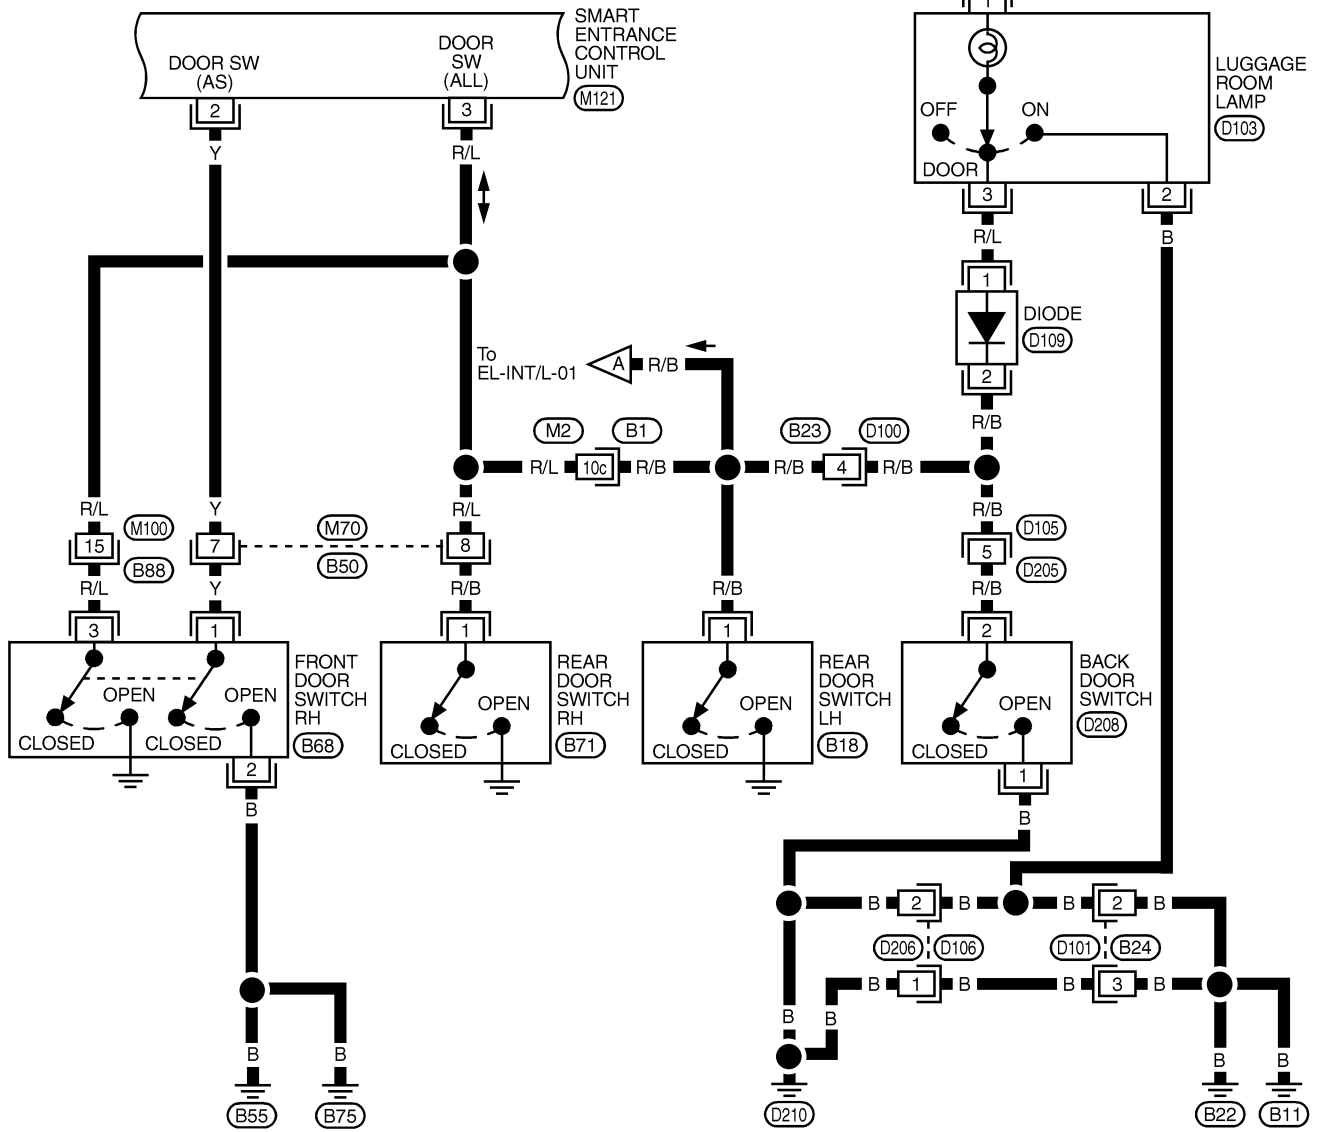 SMART
ENTRANCE
CONTROL
UNIT
M121
DOOR SW
(AS)
DOOR
SW
(ALL)
2
3
Y
R/L
1
LUGGAGE
ROOM
LAMP
D103
OFF
ON
DOOR
3
2
R/L
B
1
DIODE
D109
2
R/B
To
EL-INT/L-01
A
R/B
M2
B1
B23
D100
R/L
10c
R/B
R/B
4
R/B
R/L
Y
R/L
R/B
M100
M70
D105
15
7
8
5
B88
B50
D205
R/L
Y
R/B
R/B
R/B
3
1
1
1
2
FRONT
DOOR
SWITCH
RH
B68
OPEN
OPEN
CLOSED
CLOSED
REAR
DOOR
SWITCH
RH
B71
OPEN
CLOSED
REAR
DOOR
SWITCH
LH
B18
OPEN
CLOSED
BACK
DOOR
SWITCH
D208
OPEN
CLOSED
2
1
B
B
B
2
B
B
2
B
D206
D106
D101
B24
B
1
B
B
3
B
B
B
B
B
B
B
B55
B75
D210
B22
B11